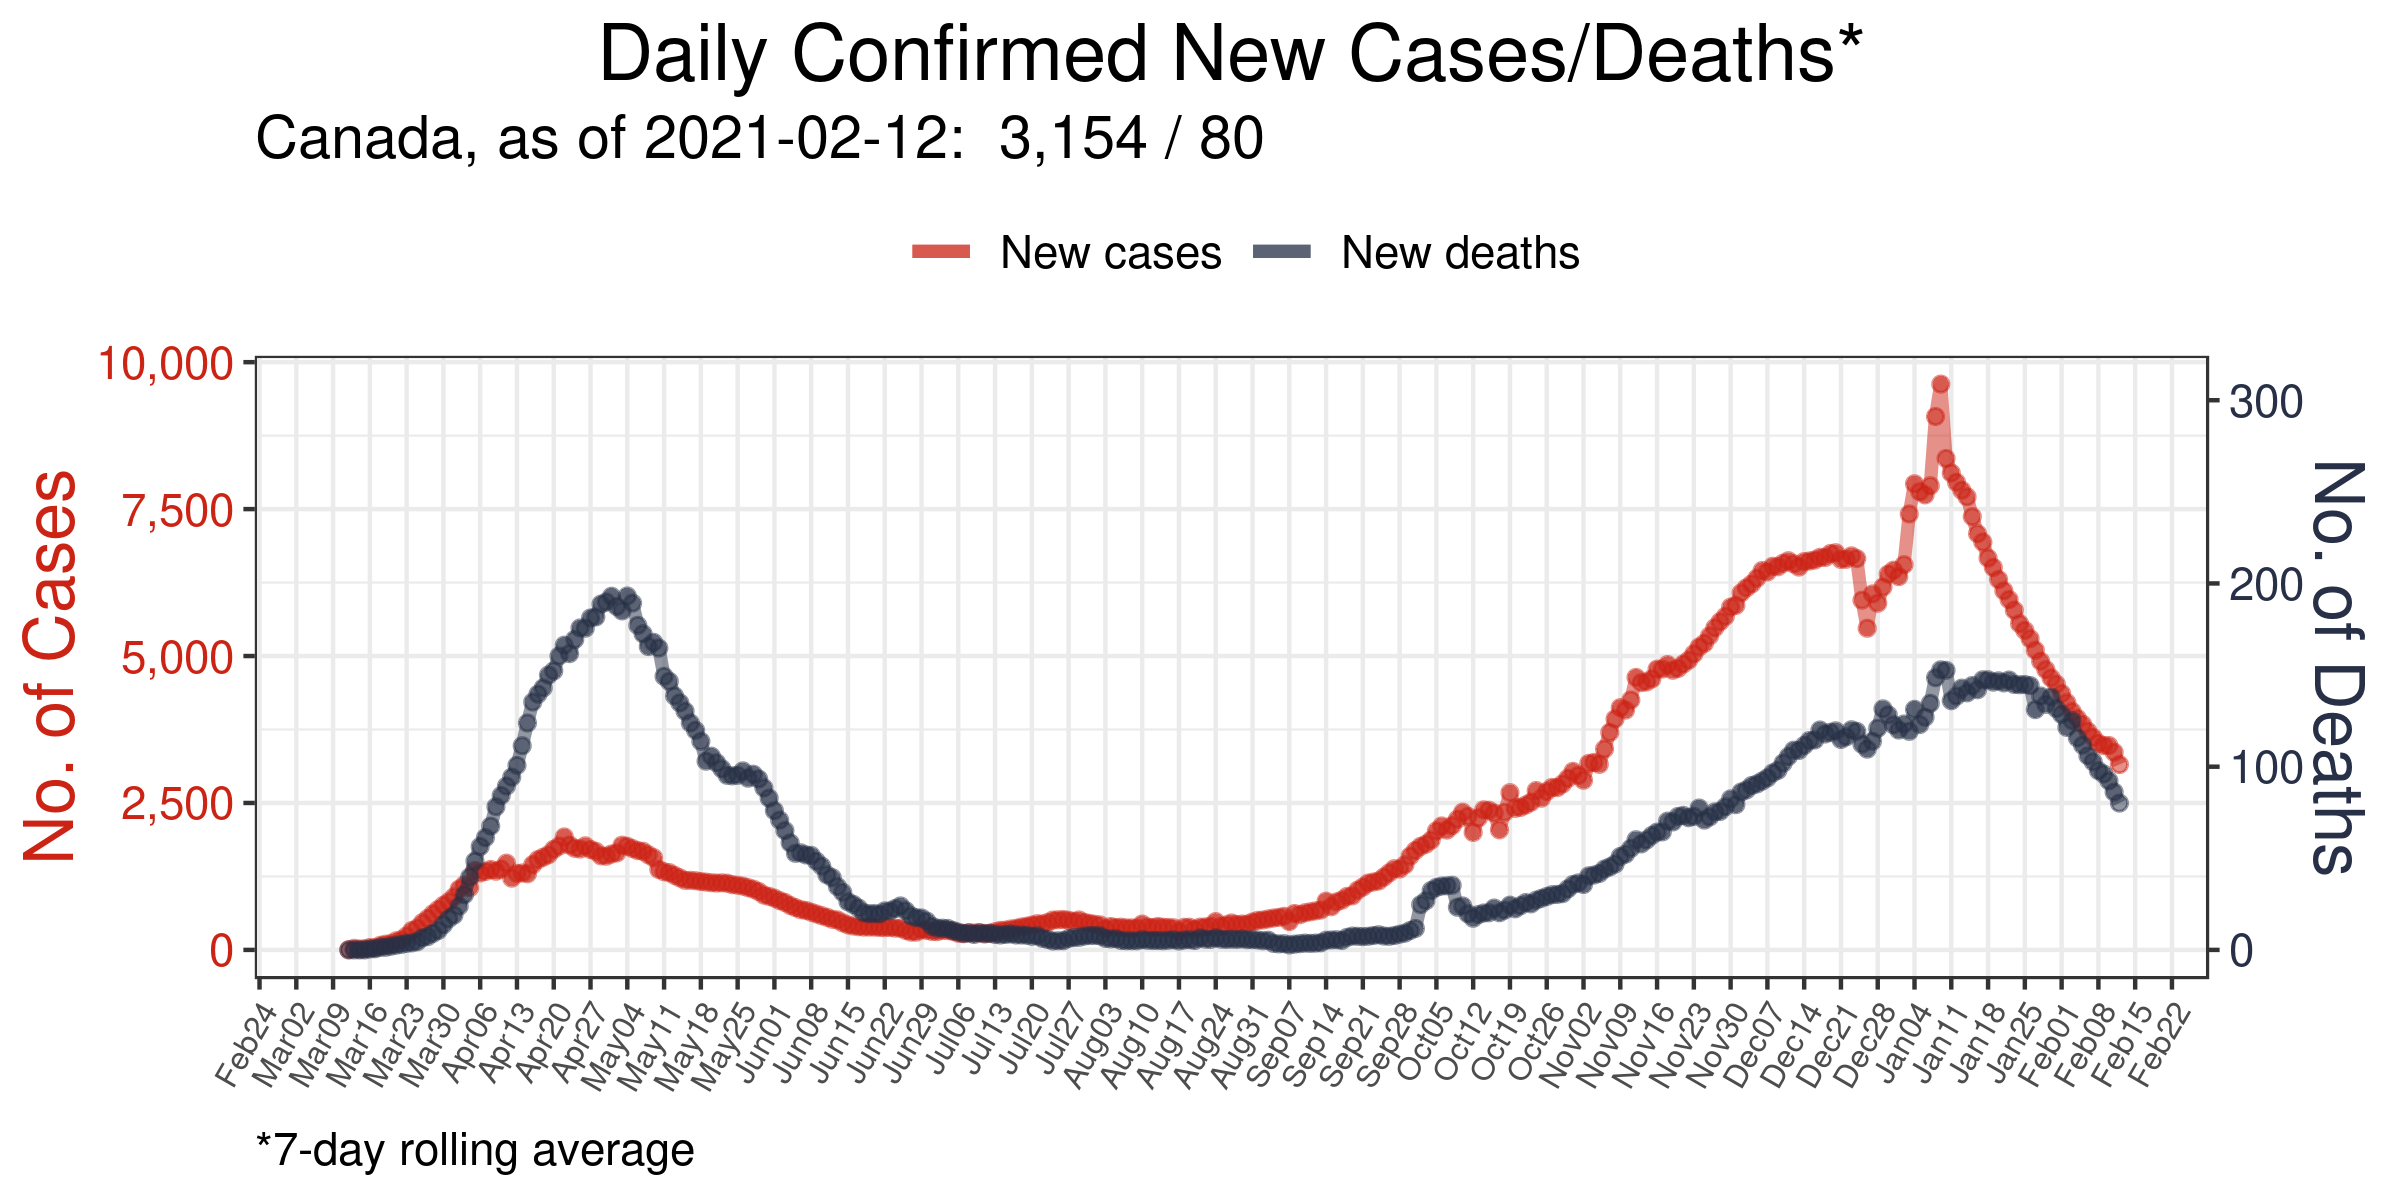 Daily Confirmed New Cases/Deaths*
Canada, as of 2021-02-12:  3,154 / 80
New cases
New deaths
No. of Cases
10,000
7,500
5,000
2,500
0
300
200
100
0
No. of Deaths
Feb24
Mar02
Mar09
Mar16
Mar23
Mar30
Apr06
Apr13
Apr20
Apr27
May04
May11
May18
May25
Jun01
Jun08
Jun15
Jun22
Jun29
Jul06
Jul13
Jul20
Jul27
Aug03
Aug10
Aug17
Aug24
Aug31
Sep07
Sep14
Sep21
Sep28
Oct05
Oct12
Oct19
Oct26
Nov02
Nov09
Nov16
Nov23
Nov30
Dec07
Dec14
Dec21
Dec28
Jan04
Jan11
Jan18
Jan25
Feb01
Feb08
Feb15
Feb22
*7-day rolling average